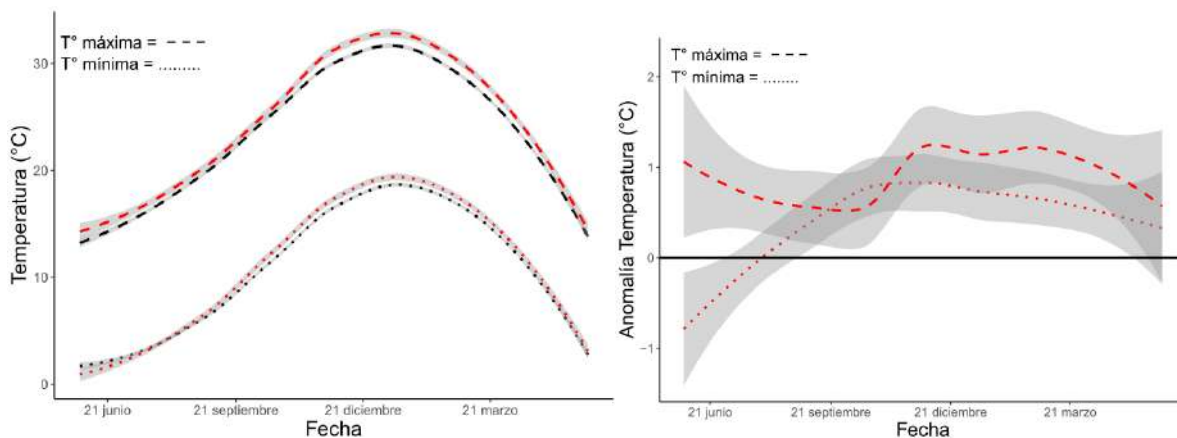 T° máxima =
T° mínima =
30
20
10
0
Temperatura (°C)
21 junio
21 septiembre
21 diciembre
21 marzo
Fecha
T° máxima =
T° mínima =
2
1
0
−1
Anomalía Temperatura (°C)
21 junio
21 septiembre
21 diciembre
21 marzo
Fecha